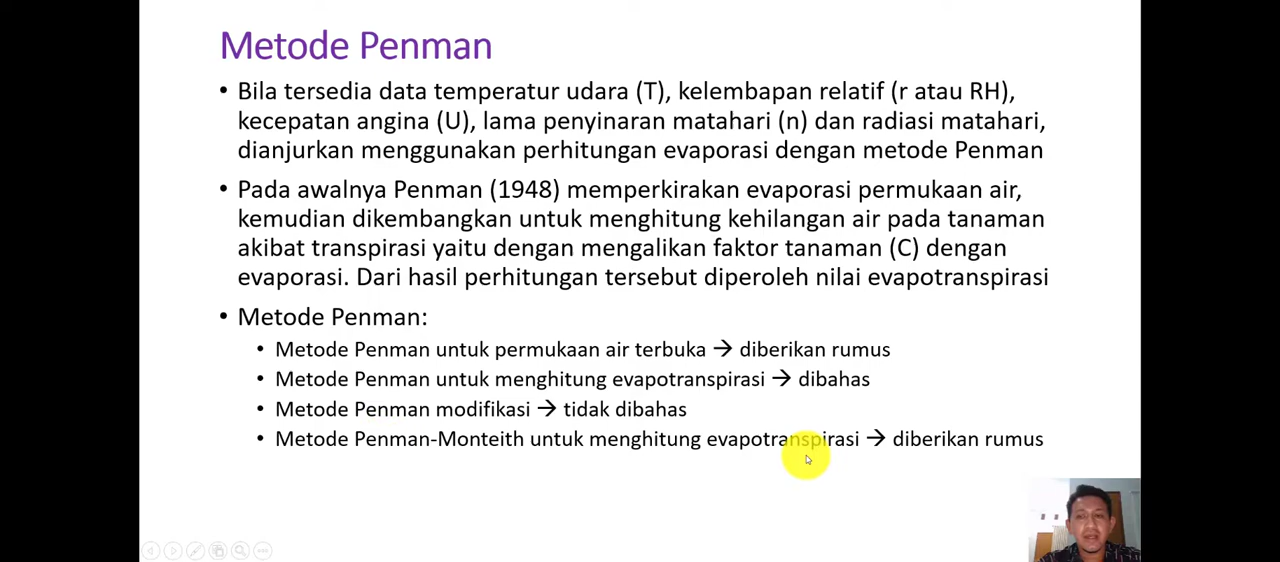 Metode Penman
• Bila tersedia data temperatur udara (T), kelembapan relatif (r atau RH),
kecepatan angina (U), lama penyinaran matahari (n) dan radiasi matahari,
dianjurkan menggunakan perhitungan evaporasi dengan metode Penman
• Pada awalnya Penman (1948) memperkirakan evaporasi permukaan air,
kemudian dikembangkan untuk menghitung kehilangan air pada tanaman
akibat transpirasi yaitu dengan mengalikan faktor tanaman (C) dengan
evaporasi. Dari hasil perhitungan tersebut diperoleh nilai evapotranspirasi
• Metode Penman:
• Metode Penman untuk permukaan air terbuka → diberikan rumus
• Metode Penman untuk menghitung evapotranspirasi → dibahas
• Metode Penman modifikasi → tidak dibahas
• Metode Penman-Monteith untuk menghitung evapotranspirasi → diberikan rumus